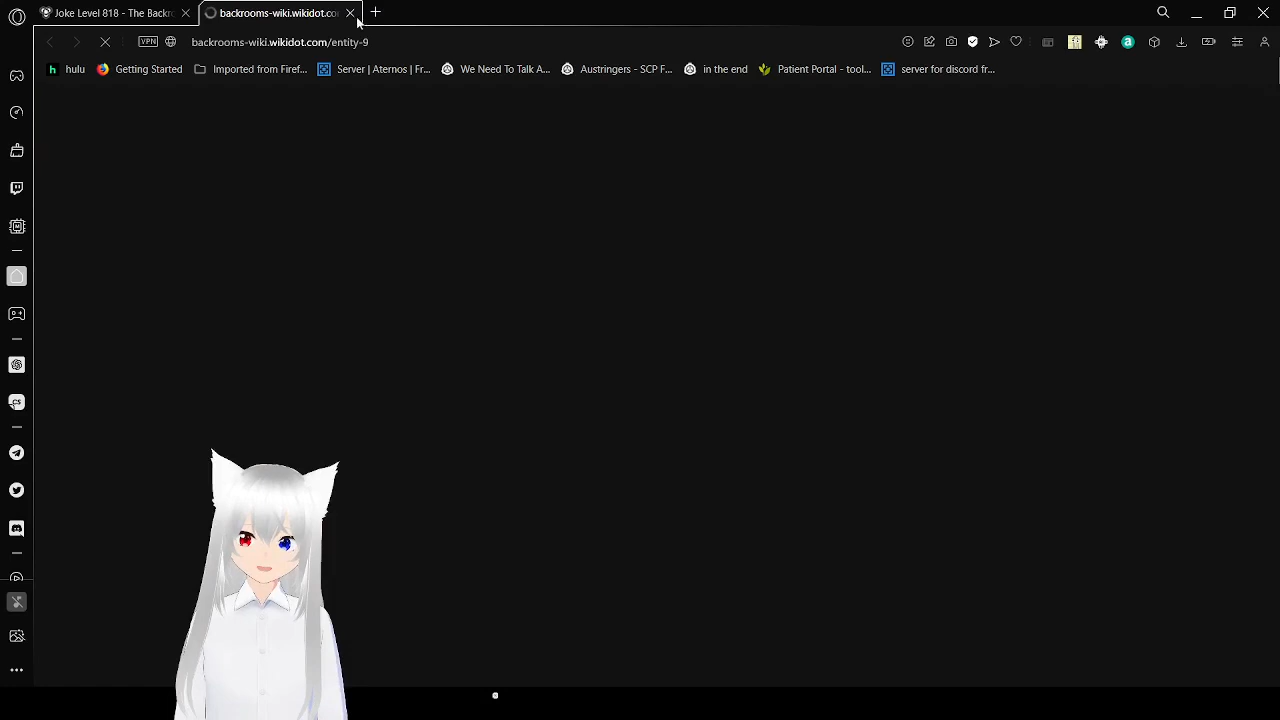 Joke Level 818 - The Backro
backrooms-wiki.wikidot.co
VPN
backrooms-wiki.wikidot.com/entity-9
h hulu
Getting Started
Imported from Firef...
Server | Aternos | Fr...
We Need To Talk A...
Austringers - SCP F...
in the end
Patient Portal - tool...
server for discord fr...